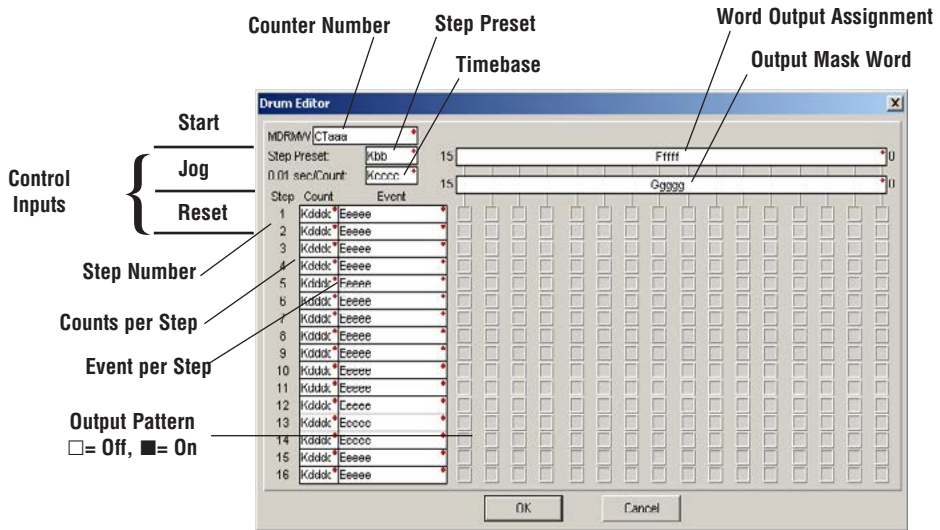 Counter Number
Step Preset
Word Output Assignment
Timebase
Output Mask Word
Start
Control Inputs
Jog
Reset
Step Number
Counts per Step
Event per Step
Output Pattern
□= Off, ■= On
Drum Editor
MDRMW CTaaa
Step Preset: Kbb 15 Fffff 0
0.01 sec/Count: Kcccc 15 Ggggg 0
Step Count Event
1 Kdddd Eeeee
2 Kdddd Eeeee
3 Kdddd Eeeee
4 Kdddd Eeeee
5 Kdddd Eeeee
6 Kdddd Eeeee
7 Kdddd Eeeee
8 Kdddd Eeeee
9 Kdddd Eeeee
10 Kdddd Eeeee
11 Kdddd Eeeee
12 Kdddd Eeeee
13 Kdddd Eeeee
14 Kdddd Eeeee
15 Kdddd Eeeee
16 Kdddd Eeeee
OK Cancel